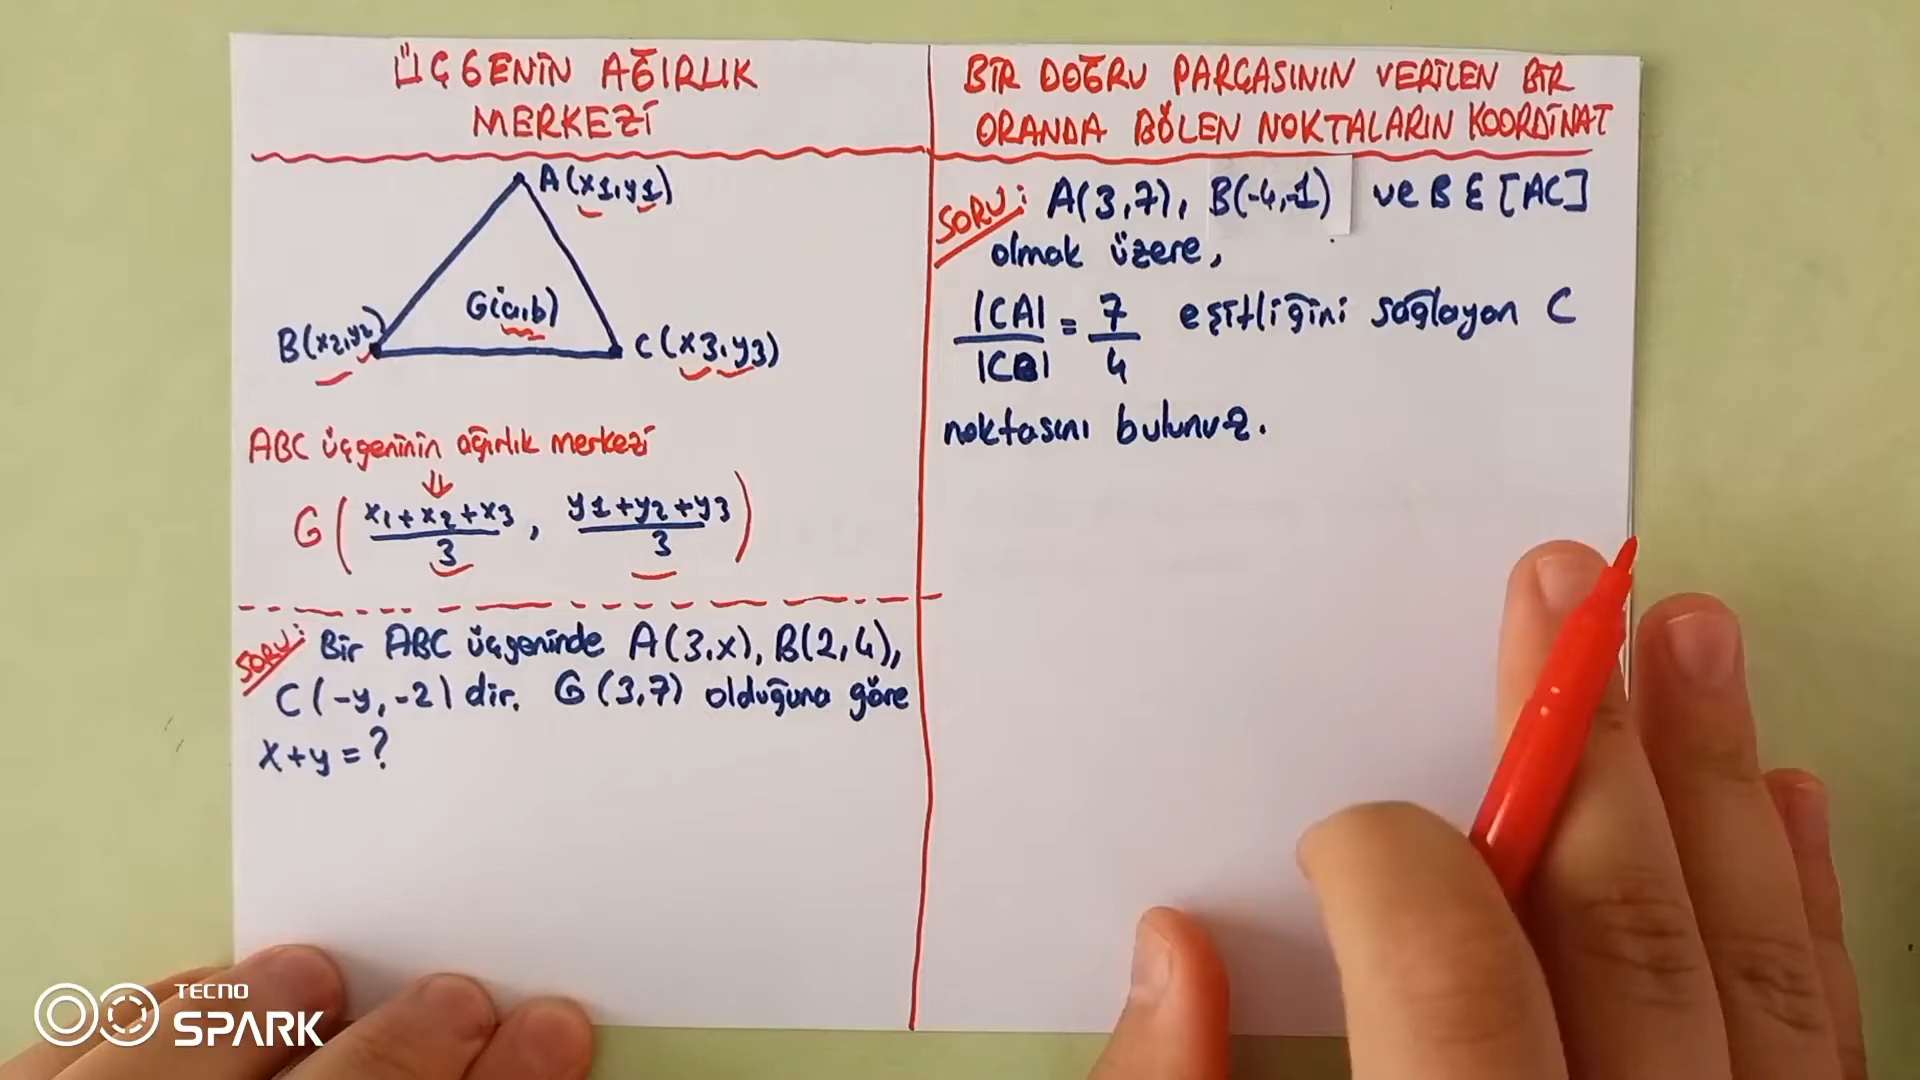 ÜÇGENİN AĞIRLIK
MERKEZİ
A(x1,y1)
G(a,b)
B(x2,y2)
C(x3,y3)
ABC üçgeninin ağırlık merkezi
G(x1+x2+x3/3, y1+y2+y3/3)
SORU: Bir ABC üçgeninde A(3,x), B(2,4),
C(-y,-2) dir. G(3,7) olduğuna göre
x+y=?
BİR DOĞRU PARÇASININ VERİLEN BİR
ORANDA BÖLEN NOKTALARIN KOORDİNAT
SORU: A(3,7), B(-4,-1) ve B ∈ [AC]
olmak üzere,
|CA|/|CB| = 7/4 eşitliğini sağlayan C
noktasını bulunuz.
TECNO
SPARK